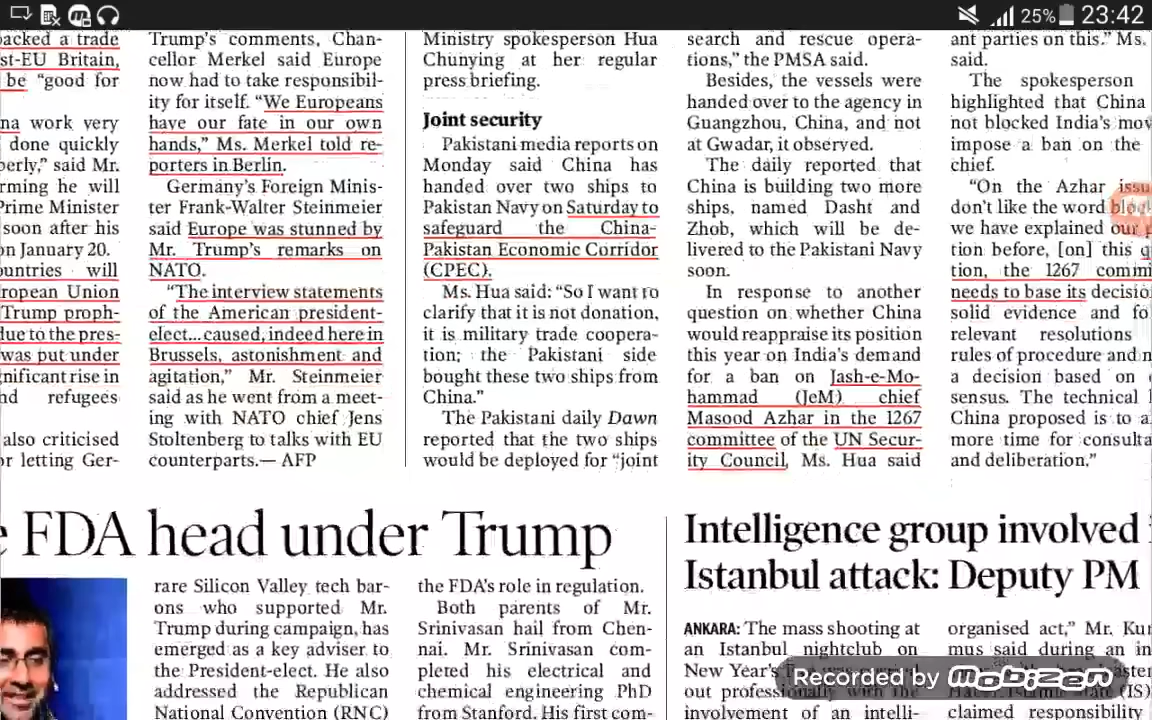 25% 23:42
backed a trade
st-EU Britain,
be “good for
na work very
done quickly
perly,” said Mr.
rming he will
Prime Minister
soon after his
on January 20.
ountries will
ropean Union
Trump proph-
due to the pres-
was put under
nificant rise in
nd refugees
also criticised
or letting Ger-
Trump’s comments, Chan-
cellor Merkel said Europe
now had to take responsibil-
ity for itself. “We Europeans
have our fate in our own
hands,” Ms. Merkel told re-
porters in Berlin.
Germany’s Foreign Minis-
ter Frank-Walter Steinmeier
said Europe was stunned by
Mr. Trump’s remarks on
NATO.
“The interview statements
of the American president-
elect...caused, indeed here in
Brussels, astonishment and
agitation,” Mr. Steinmeier
said as he went from a meet-
ing with NATO chief Jens
Stoltenberg to talks with EU
counterparts.— AFP
Ministry spokesperson Hua
Chunying at her regular
press briefing.
Joint security
Pakistani media reports on
Monday said China has
handed over two ships to
Pakistan Navy on Saturday to
safeguard the China-
Pakistan Economic Corridor
(CPEC).
Ms. Hua said: “So I want to
clarify that it is not donation,
it is military trade coopera-
tion; the Pakistani side
bought these two ships from
China.”
The Pakistani daily Dawn
reported that the two ships
would be deployed for “joint
search and rescue opera-
tions,” the PMSA said.
Besides, the vessels were
handed over to the agency in
Guangzhou, China, and not
at Gwadar, it observed.
The daily reported that
China is building two more
ships, named Dasht and
Zhob, which will be de-
livered to the Pakistani Navy
soon.
In response to another
question on whether China
would reappraise its position
this year on India’s demand
for a ban on Jash-e-Mo-
hammad (JeM) chief
Masood Azhar in the 1267
committee of the UN Secur-
ity Council, Ms. Hua said
ant parties on this.” Ms.
said.
The spokesperson
highlighted that China
not blocked India’s mov
impose a ban on the
chief.
“On the Azhar issu
don’t like the word bloc
we have explained our p
tion before, [on] this q
tion, the 1267 commi
needs to base its decisio
solid evidence and fo
relevant resolutions
rules of procedure and m
a decision based on
sensus. The technical
China proposed is to a
more time for consulta
and deliberation.”
e FDA head under Trump
rare Silicon Valley tech bar-
ons who supported Mr.
Trump during campaign, has
emerged as a key adviser to
the President-elect. He also
addressed the Republican
National Convention (RNC)
the FDA’s role in regulation.
Both parents of Mr.
Srinivasan hail from Chen-
nai. Mr. Srinivasan com-
pleted his electrical and
chemical engineering PhD
from Stanford. His first com-
Intelligence group involved
Istanbul attack: Deputy PM
ANKARA: The mass shooting at
an Istanbul nightclub on
New Year’s
out professionally with the
involvement of an intelli-
organised act,” Mr. Kur
mus said during an in
(IS)
claimed responsibility
Recorded by mobizen